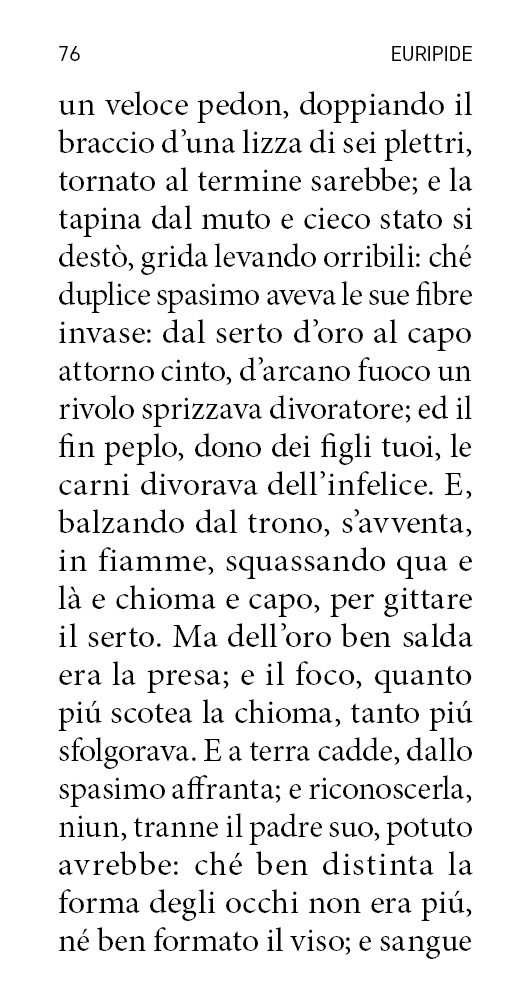 76 EURIPIDE
un veloce pedon, doppiando il
braccio d’una lizza di sei plettri,
tornato al termine sarebbe; e la
tapina dal muto e cieco stato si
destò, grida levando orribili: ché
duplice spasimo aveva le sue fibre
invase: dal serto d’oro al capo
attorno cinto, d’arcano fuoco un
rivolo sprizzava divoratore; ed il
fin peplo, dono dei figli tuoi, le
carni divorava dell’infelice. E,
balzando dal trono, s’avventa,
in fiamme, squassando qua e
là e chioma e capo, per gittare
il serto. Ma dell’oro ben salda
era la presa; e il foco, quanto
piú scotea la chioma, tanto piú
sfolgorava. E a terra cadde, dallo
spasimo affranta; e riconoscerla,
niun, tranne il padre suo, potuto
avrebbe: ché ben distinta la
forma degli occhi non era piú,
né ben formato il viso; e sangue